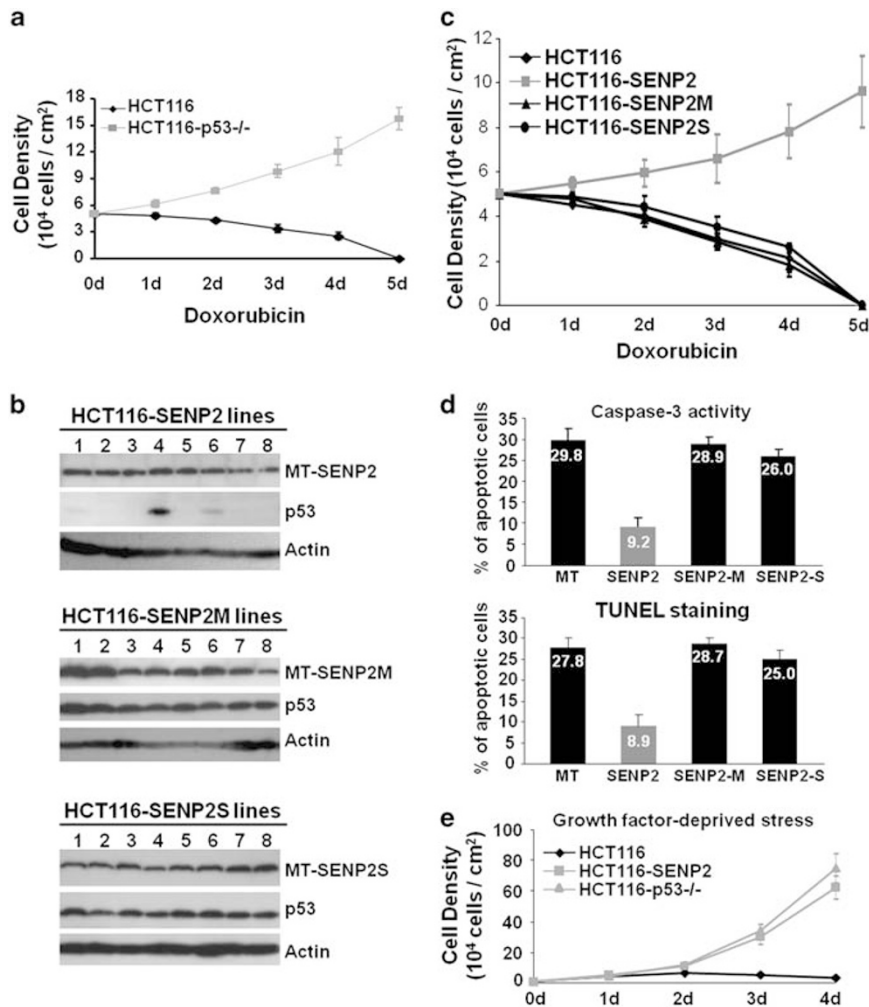 a
18
15
12
9
6
3
0
Cell Density
(10⁴ cells / cm²)
HCT116
HCT116-p53-/-
0d 1d 2d 3d 4d 5d
Doxorubicin
c
12
10
8
6
4
2
0
Cell Density (10⁴ cells / cm²)
HCT116
HCT116-SENP2
HCT116-SENP2M
HCT116-SENP2S
0d 1d 2d 3d 4d 5d
Doxorubicin
b
HCT116-SENP2 lines
1 2 3 4 5 6 7 8
MT-SENP2
p53
Actin
HCT116-SENP2M lines
1 2 3 4 5 6 7 8
MT-SENP2M
p53
Actin
HCT116-SENP2S lines
1 2 3 4 5 6 7 8
MT-SENP2S
p53
Actin
d
Caspase-3 activity
% of apoptotic cells
35
30
25
20
15
10
5
0
29.8 9.2 28.9 26.0
MT SENP2 SENP2-M SENP2-S
TUNEL staining
% of apoptotic cells
35
30
25
20
15
10
5
0
27.8 8.9 28.7 25.0
MT SENP2 SENP2-M SENP2-S
e
Growth factor-deprived stress
Cell Density
(10⁴ cells / cm²)
100
80
60
40
20
0
HCT116
HCT116-SENP2
HCT116-p53-/-
0d 1d 2d 3d 4d